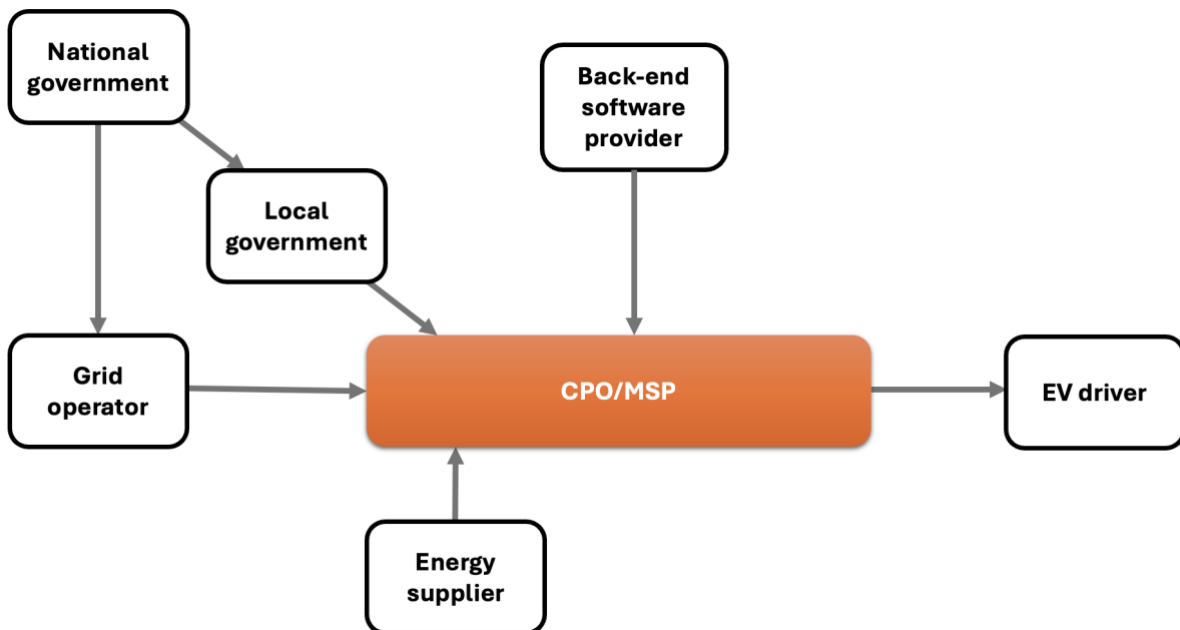 National
government
Back-end
software
provider
Local
government
Grid
operator
CPO/MSP
EV driver
Energy
supplier